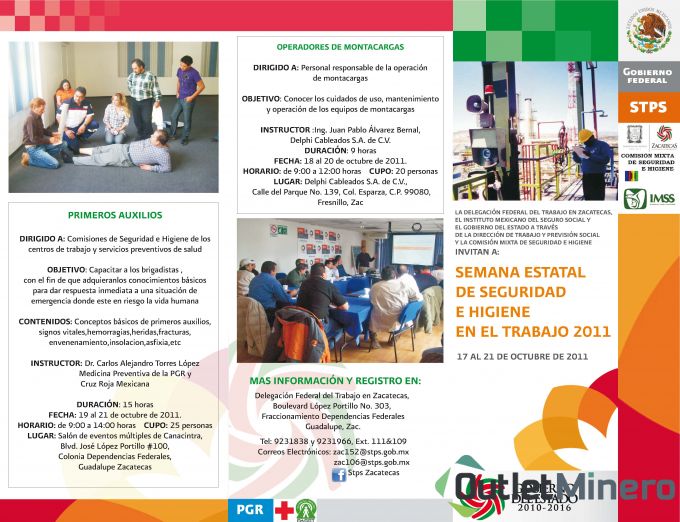 PRIMEROS AUXILIOS
DIRIGIDO A: Comisiones de Seguridad e Higiene de los
centros de trabajo y servicios preventivos de salud
OBJETIVO: Capacitar a los brigadistas ,
con el fin de que adquieranlos conocimientos básicos
para dar respuesta inmediata a una situación de
emergencia donde este en riesgo la vida humana
CONTENIDOS: Conceptos básicos de primeros auxilios,
signos vitales,hemorragias,heridas,fracturas,
envenenamiento,insolacion,asfixia,etc
INSTRUCTOR: Dr. Carlos Alejandro Torres López
Medicina Preventiva de la PGR y
Cruz Roja Mexicana
DURACIÓN: 15 horas
FECHA: 19 al 21 de octubre de 2011.
HORARIO: de 9:00 a 14:00 horas CUPO: 25 personas
LUGAR: Salón de eventos múltiples de Canacintra,
Blvd. José López Portillo #100,
Colonia Dependencias Federales,
Guadalupe Zacatecas
OPERADORES DE MONTACARGAS
DIRIGIDO A: Personal responsable de la operación
de montacargas
OBJETIVO: Conocer los cuidados de uso, mantenimiento
y operación de los equipos de montacargas
INSTRUCTOR :Ing. Juan Pablo Álvarez Bernal,
Delphi Cableados S.A. de C.V.
DURACIÓN: 9 horas
FECHA: 18 al 20 de octubre de 2011.
HORARIO: de 09:00 a 12:00 horas CUPO: 20 personas
LUGAR: Delphi Cableados S.A. de C.V.,
Calle del Parque No. 139, Col. Esparza, C.P. 99080,
Fresnillo, Zac
MAS INFORMACIÓN Y REGISTRO EN:
Delegación Federal del Trabajo en Zacatecas,
Boulevard López Portillo No. 303,
Fraccionamiento Dependencias Federales
Guadalupe, Zac.
Tel: 9231838 y 9231966, Ext. 111&109
Correos Electrónicos: zac152@stps.gob.mx
zac106@stps.gob.mx
Stps Zacatecas
PGR
LA DELEGACIÓN FEDERAL DEL TRABAJO EN ZACATECAS,
EL INSTITUTO MEXICANO DEL SEGURO SOCIAL Y
EL GOBIERNO DEL ESTADO A TRAVÉS
DE LA DIRECCIÓN DE TRABAJO Y PREVISIÓN SOCIAL
Y LA COMISIÓN MIXTA DE SEGURIDAD E HIGIENE
INVITAN A:
SEMANA ESTATAL
DE SEGURIDAD
E HIGIENE
EN EL TRABAJO 2011
17 AL 21 DE OCTUBRE DE 2011
GOBIERNO
FEDERAL
STPS
ZACATECAS
COMISIÓN MIXTA
DE SEGURIDAD
E HIGIENE
IMSS
OutletMinero
GOBIERNO
DEL ESTADO
2010-2016